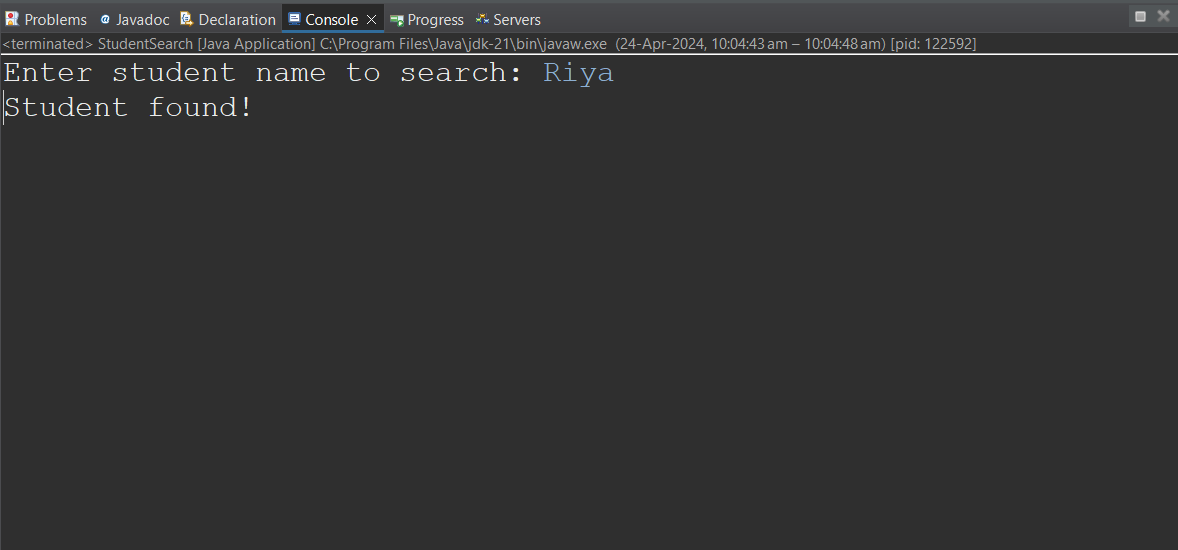 Problems Javadoc Declaration Console Progress Servers
<terminated> StudentSearch [Java Application] C:\Program Files\Java\jdk-21\bin\javaw.exe (24-Apr-2024, 10:04:43 am – 10:04:48 am) [pid: 122592]
Enter student name to search: Riya
Student found!